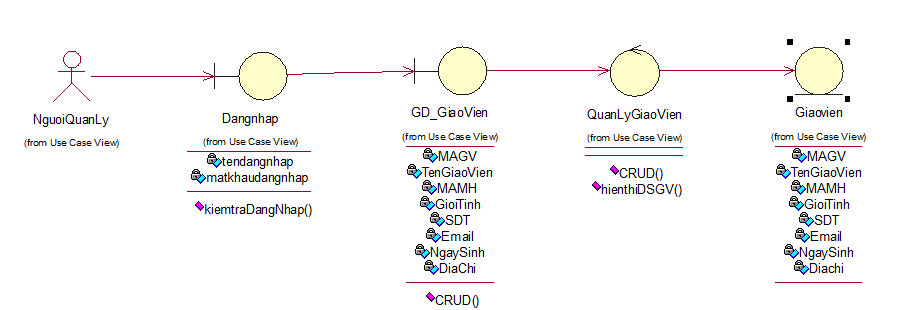 NguoiQuanLy
(from Use Case View)
Dangnhap
(from Use Case View)
tendangnhap
matkhaudangnhap
kiemtraDangNhap()
GD_GiaoVien
(from Use Case View)
MAGV
TenGiaoVien
MAMH
GioiTinh
SDT
Email
NgaySinh
DiaChi
CRUD()
QuanLyGiaoVien
(from Use Case View)
CRUD()
hienthiDSGV()
Giaovien
(from Use Case View)
MAGV
TenGiaoVien
MAMH
GioiTinh
SDT
Email
NgaySinh
Diachi